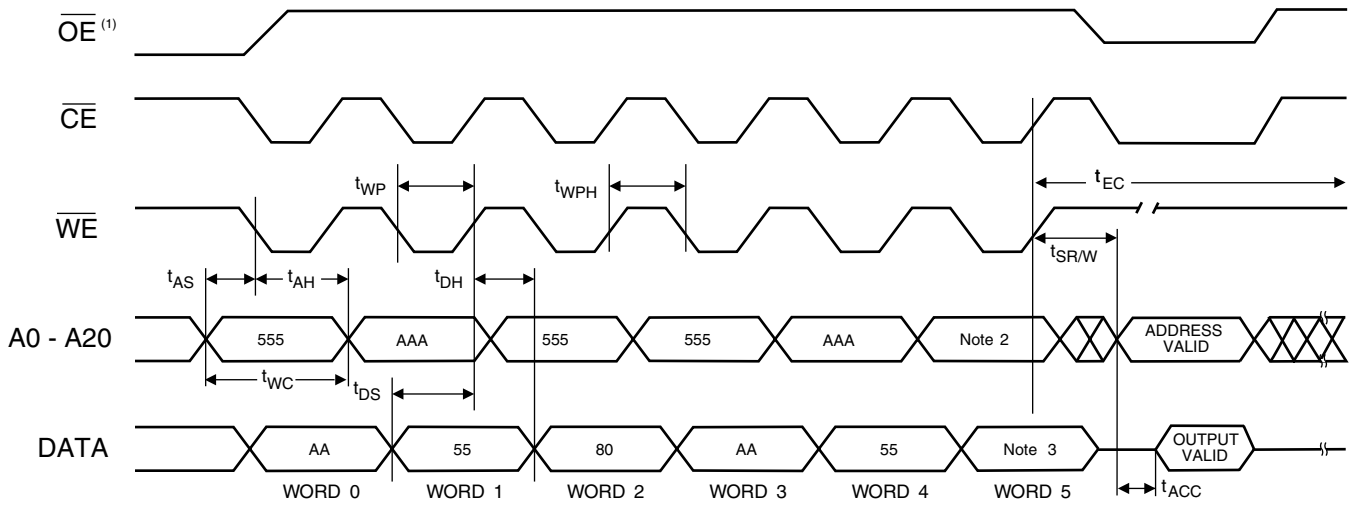 OE (1)
CE
tWP
tWPH
tEC
WE
tSR/W
tAS
tAH
tDH
A0 - A20
555
AAA
555
555
AAA
Note 2
ADDRESS
VALID
tWC
tDS
DATA
AA
55
80
AA
55
Note 3
OUTPUT
VALID
WORD 0
WORD 1
WORD 2
WORD 3
WORD 4
WORD 5
tACC